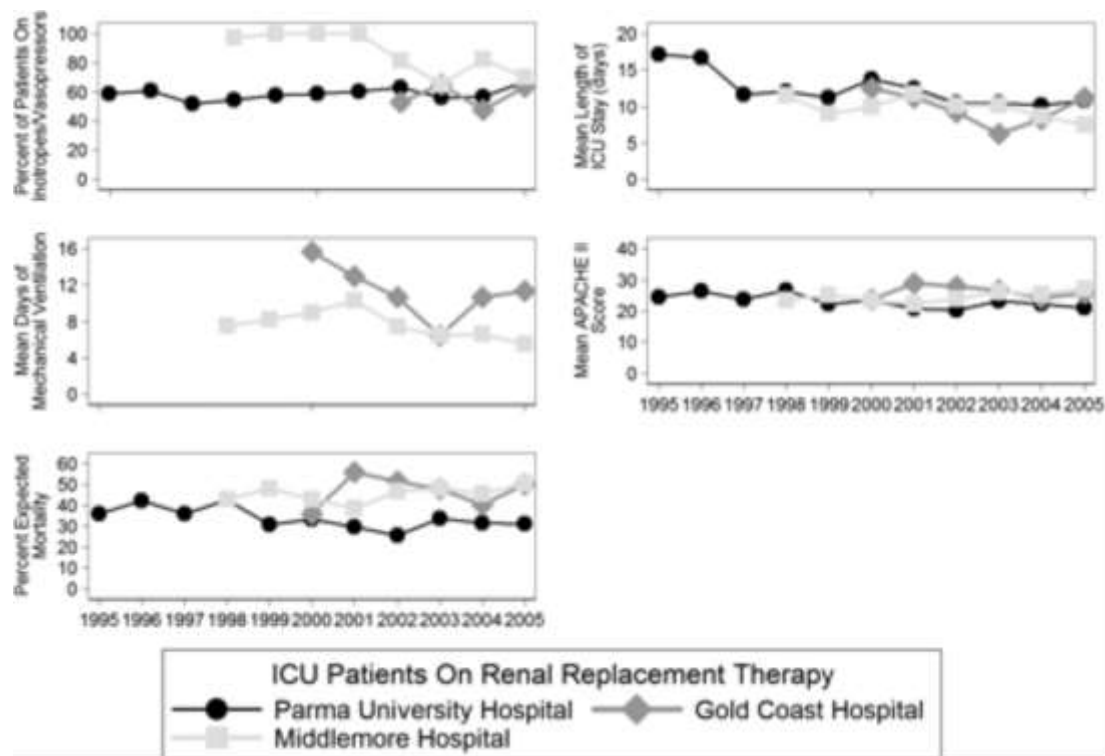 Percent of Patients On
Inotropes/Vasopressors
100
80
60
40
20
0
Mean Length of
ICU Stay (days)
20
15
10
5
0
Mean Days of
Mechanical Ventilation
16
12
8
4
0
Mean APACHE II
Score
40
30
20
10
0
1995 1996 1997 1998 1999 2000 2001 2002 2003 2004 2005
Percent Expected
Mortality
60
50
40
30
20
10
0
1995 1996 1997 1998 1999 2000 2001 2002 2003 2004 2005
ICU Patients On Renal Replacement Therapy
Parma University Hospital Gold Coast Hospital
Middlemore Hospital